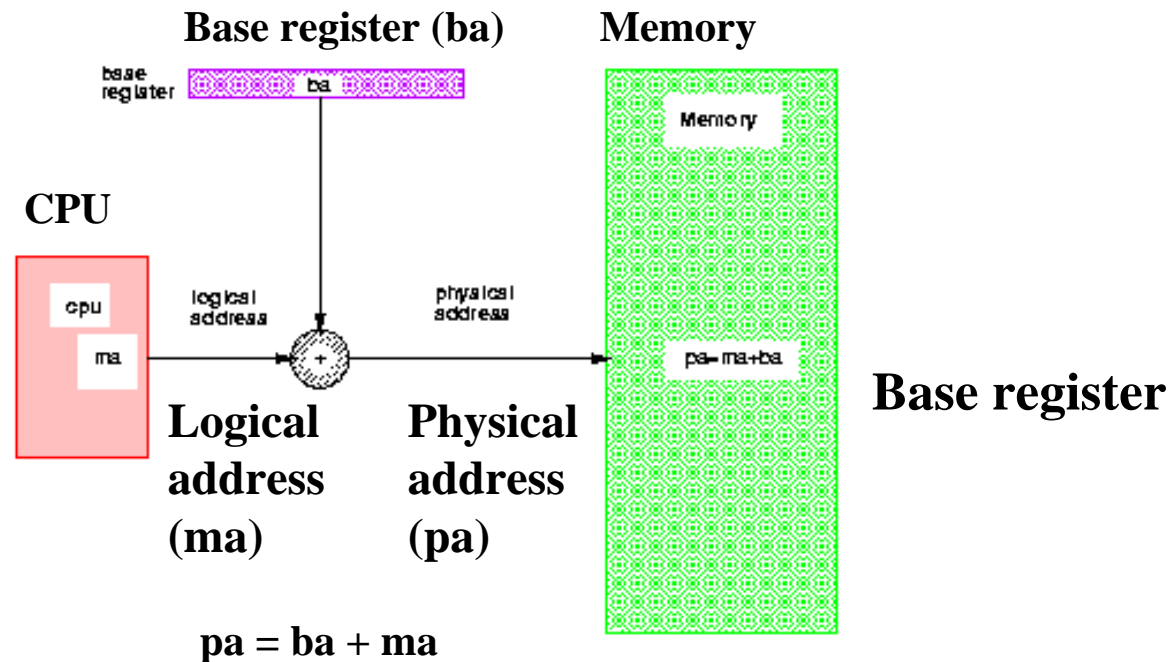 Base register (ba)
Memory
base
register
ba
Memory
CPU
cpu
ma
logical
address
+
physical
address
pa=ma+ba
Base register
Logical
address
(ma)
Physical
address
(pa)
pa = ba + ma